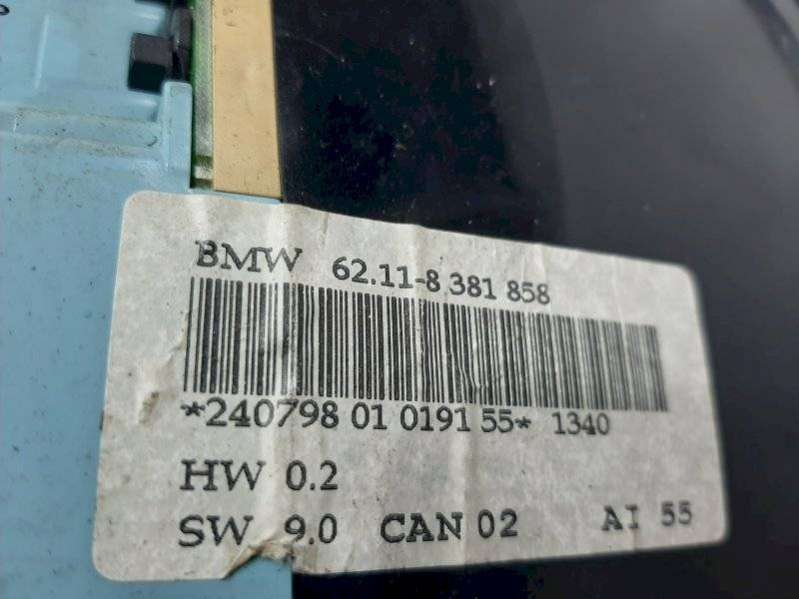 BMW 62.11-8 381 858
*240798 01 0191 55* 1340
HW 0.2
SW 9.0 CAN 02 AI 55